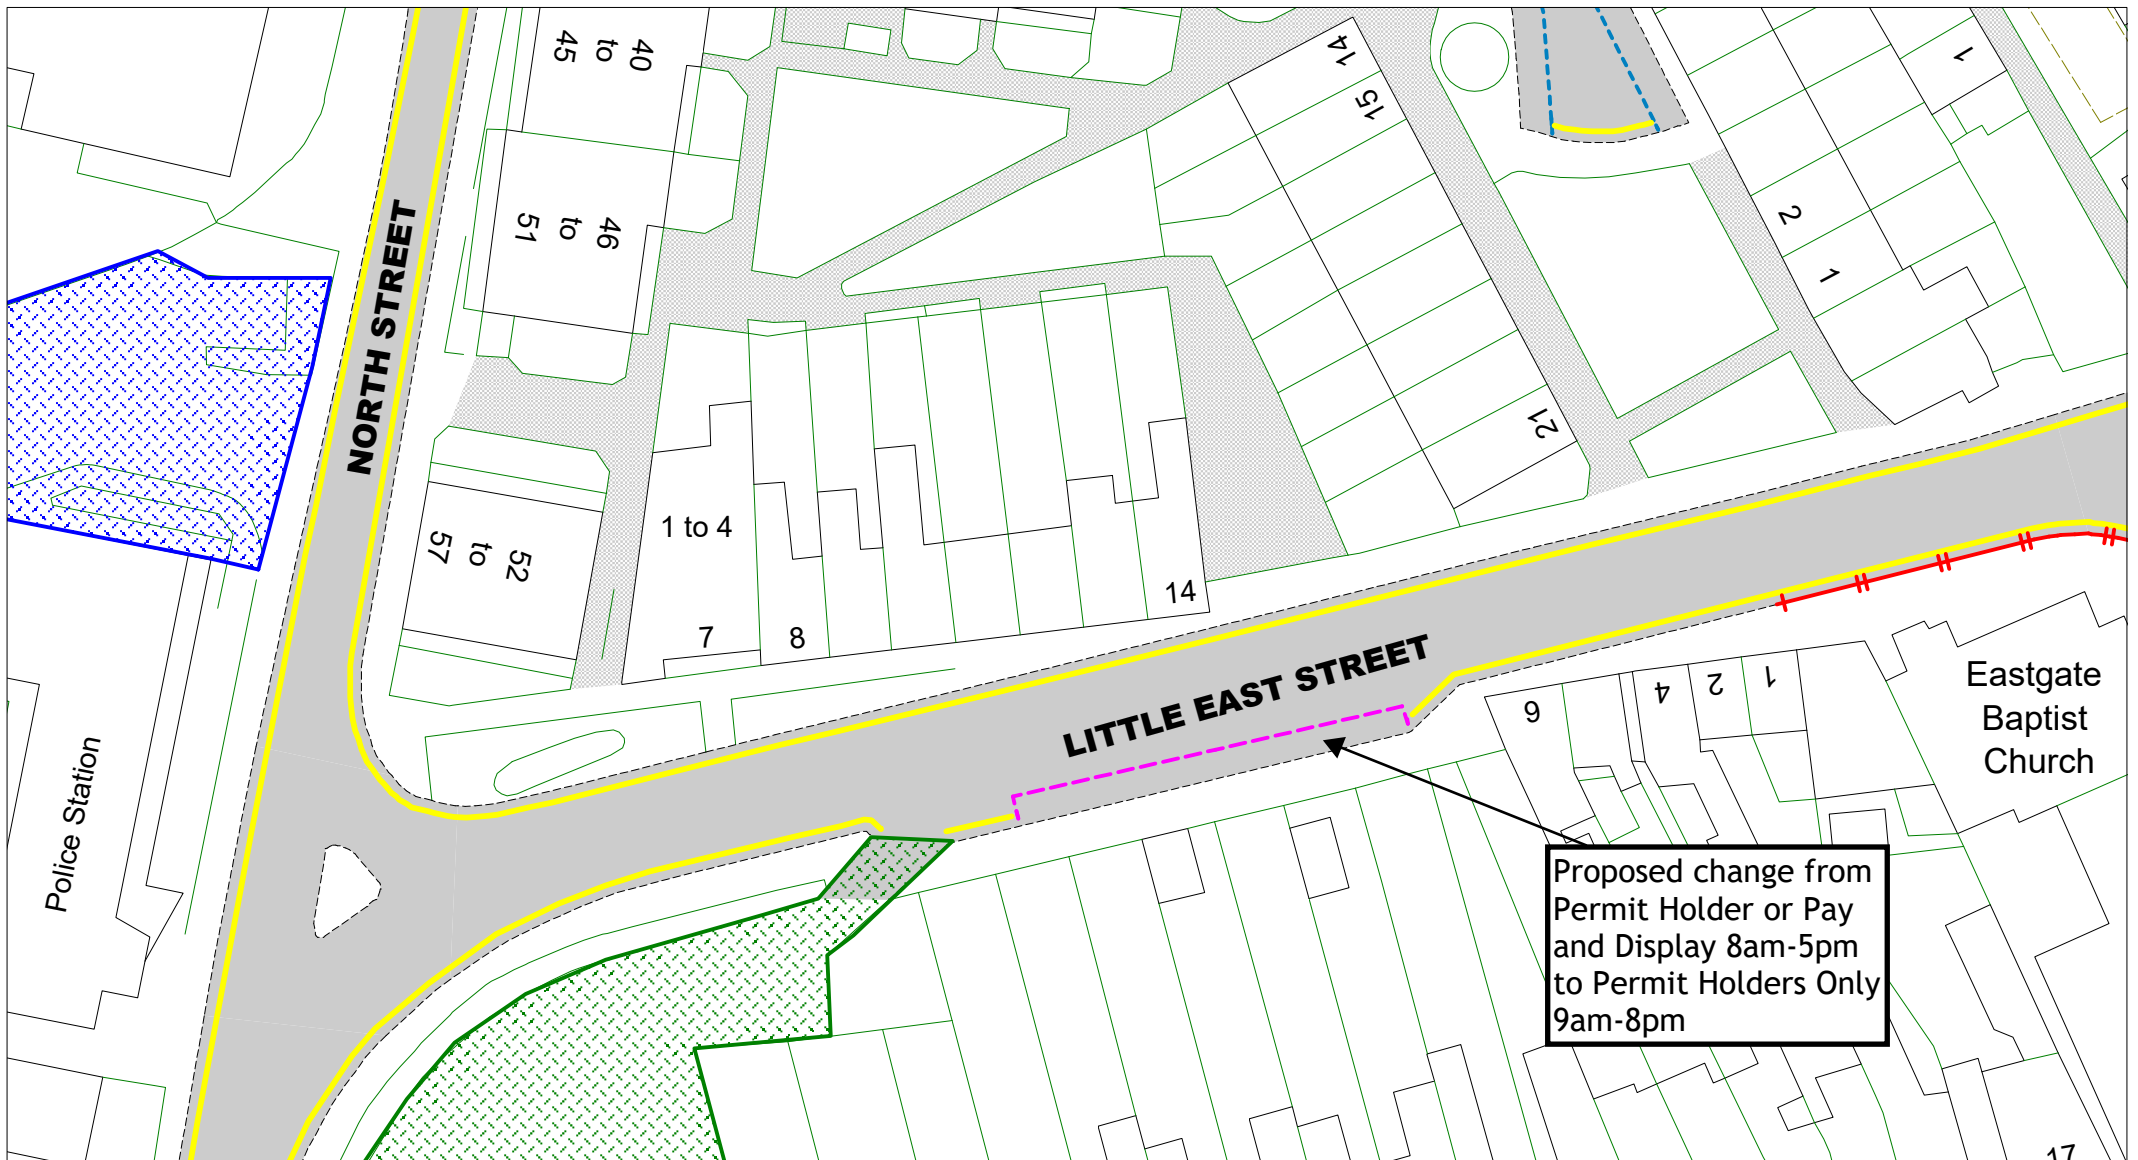 40
to
45
14
15
1
46
to
51
2
1
NORTH STREET
21
52
to
57
1 to 4
14
7
8
LITTLE EAST STREET
6
4
2
1
Eastgate
Baptist
Church
Police Station
Proposed change from
Permit Holder or Pay
and Display 8am-5pm
to Permit Holders Only
9am-8pm
17